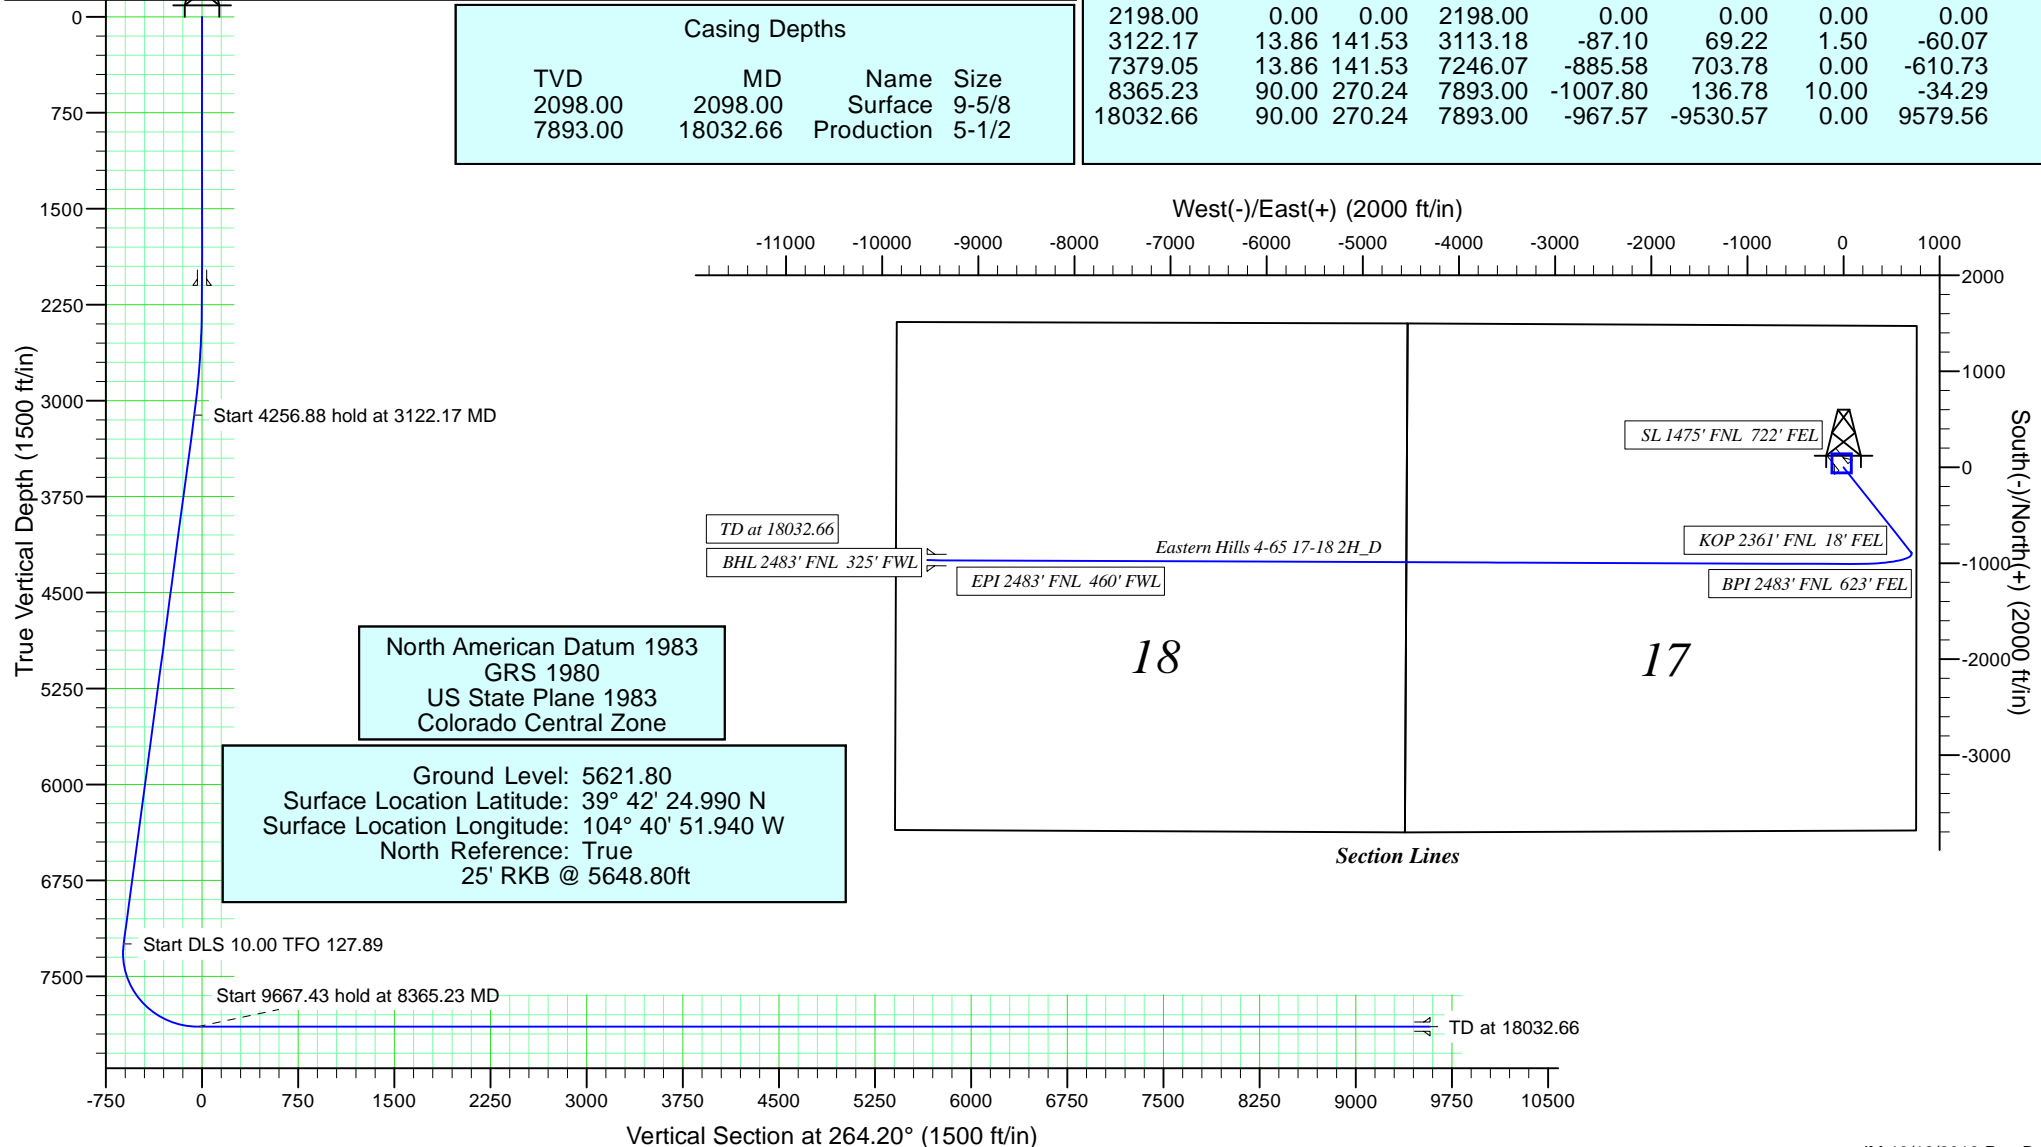 Casing Depths
TVD MD Name Size
2098.00 2098.00 Surface 9-5/8
7893.00 18032.66 Production 5-1/2
2198.00 0.00 0.00 2198.00 0.00 0.00 0.00 0.00
3122.17 13.86 141.53 3113.18 -87.10 69.22 1.50 -60.07
7379.05 13.86 141.53 7246.07 -885.58 703.78 0.00 -610.73
8365.23 90.00 270.24 7893.00 -1007.80 136.78 10.00 -34.29
18032.66 90.00 270.24 7893.00 -967.57 -9530.57 0.00 9579.56
True Vertical Depth (1500 ft/in)
0
750
1500
2250
3000
3750
4500
5250
6000
6750
7500
Start 4256.88 hold at 3122.17 MD
Start DLS 10.00 TFO 127.89
Start 9667.43 hold at 8365.23 MD
TD at 18032.66
-750 0 750 1500 2250 3000 3750 4500 5250 6000 6750 7500 8250 9000 9750 10500
Vertical Section at 264.20° (1500 ft/in)
West(-)/East(+) (2000 ft/in)
-11000 -10000 -9000 -8000 -7000 -6000 -5000 -4000 -3000 -2000 -1000 0 1000
2000
1000
0
-1000
-2000
-3000
South(-)/North(+) (2000 ft/in)
SL 1475' FNL 722' FEL
KOP 2361' FNL 18' FEL
BPI 2483' FNL 623' FEL
Eastern Hills 4-65 17-18 2H_D
TD at 18032.66
BHL 2483' FNL 325' FWL
EPI 2483' FNL 460' FWL
18
17
Section Lines
North American Datum 1983
GRS 1980
US State Plane 1983
Colorado Central Zone
Ground Level: 5621.80
Surface Location Latitude: 39° 42' 24.990 N
Surface Location Longitude: 104° 40' 51.940 W
North Reference: True
25' RKB @ 5648.80ft